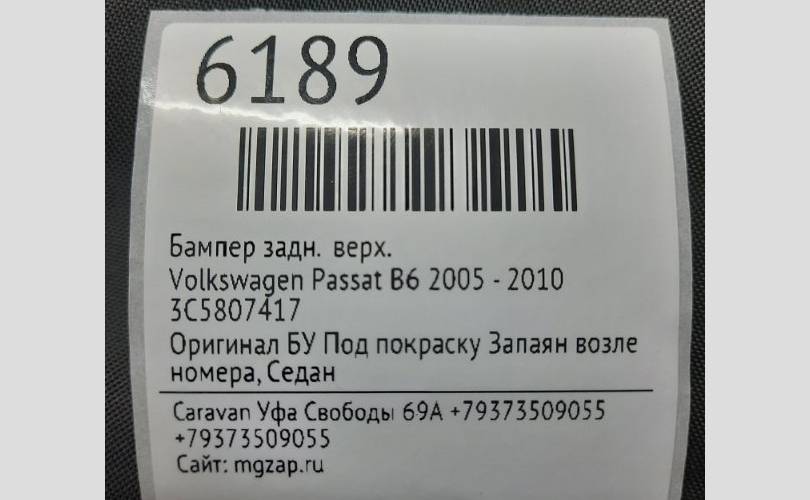 6189
Бампер задн. верх.
Volkswagen Passat B6 2005 - 2010
3C5807417
Оригинал БУ Под покраску Запаян возле
номера, Седан
Caravan Уфа Свободы 69А +79373509055
+79373509055
Сайт: mgzap.ru